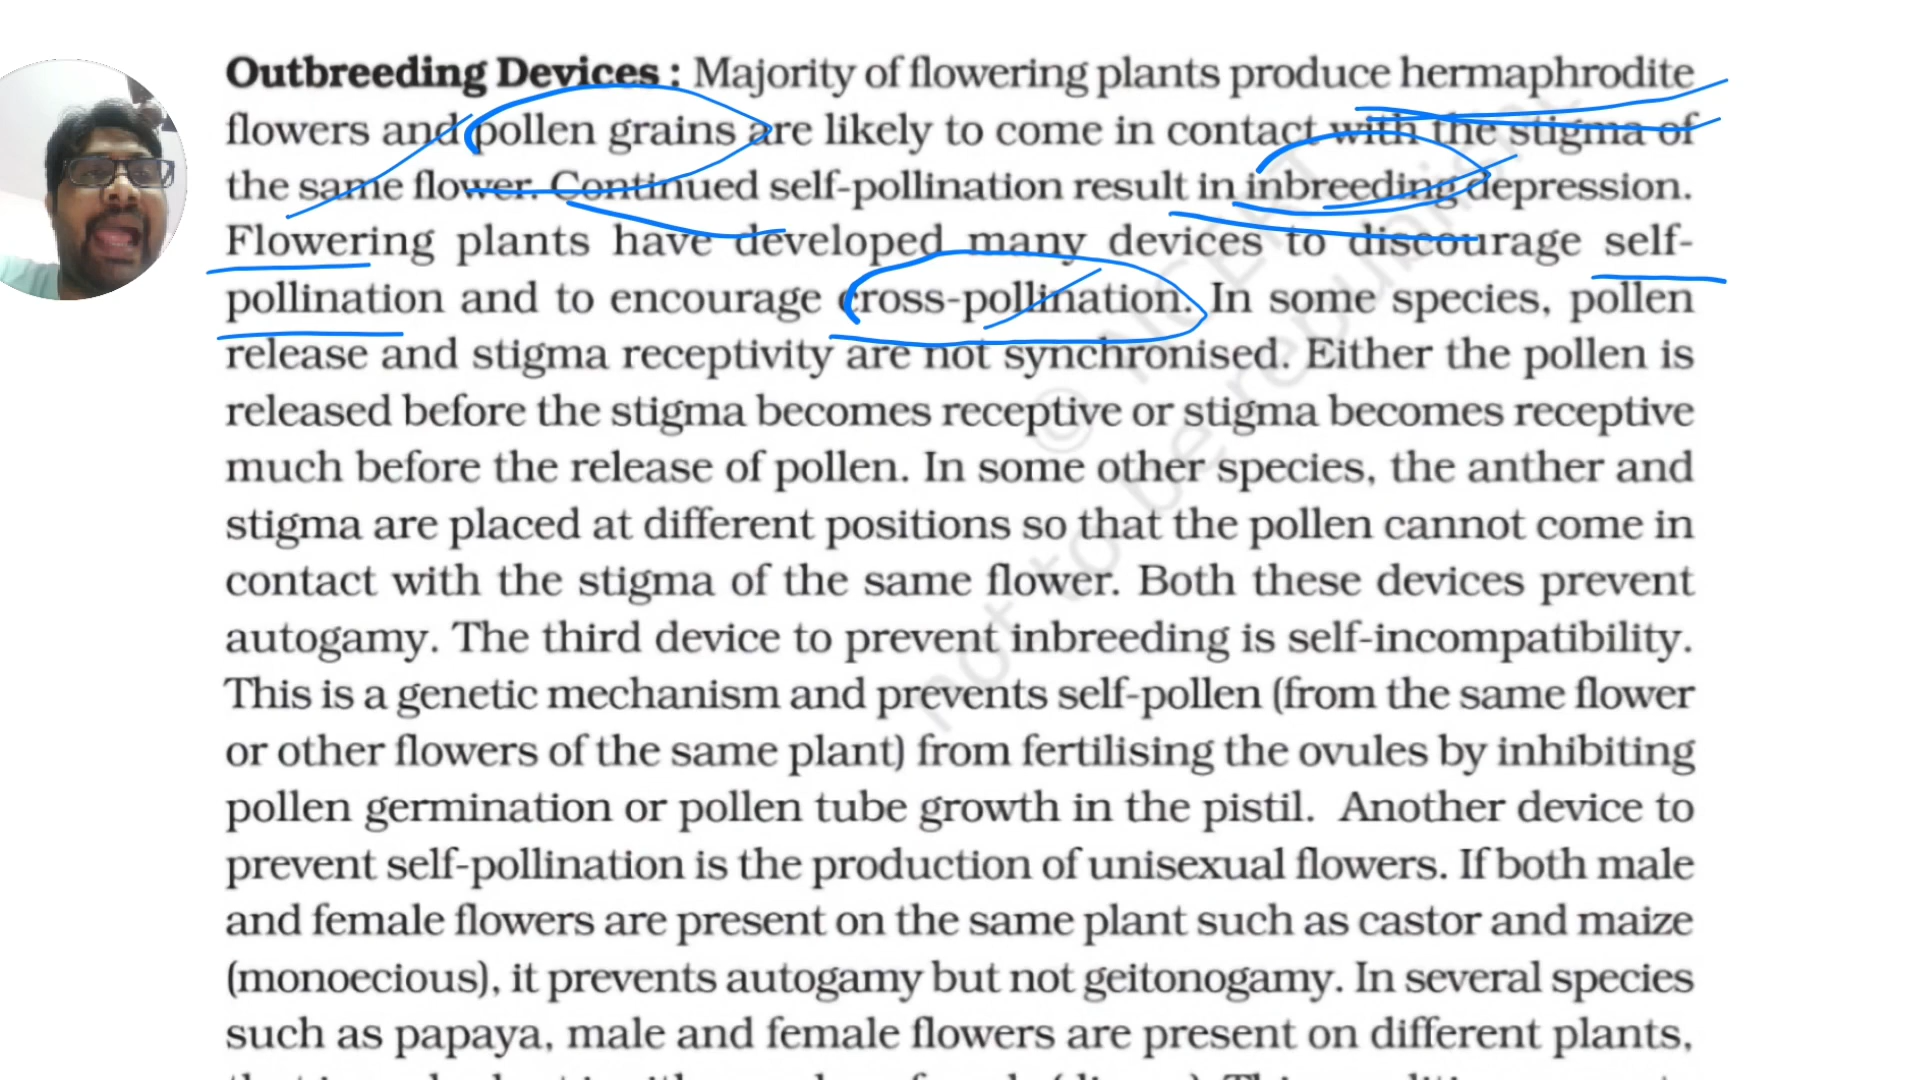 Outbreeding Devices : Majority of flowering plants produce hermaphrodite
flowers and pollen grains are likely to come in contact with the stigma of
the same flower. Continued self-pollination result in inbreeding depression.
Flowering plants have developed many devices to discourage self-
pollination and to encourage cross-pollination. In some species, pollen
release and stigma receptivity are not synchronised. Either the pollen is
released before the stigma becomes receptive or stigma becomes receptive
much before the release of pollen. In some other species, the anther and
stigma are placed at different positions so that the pollen cannot come in
contact with the stigma of the same flower. Both these devices prevent
autogamy. The third device to prevent inbreeding is self-incompatibility.
This is a genetic mechanism and prevents self-pollen (from the same flower
or other flowers of the same plant) from fertilising the ovules by inhibiting
pollen germination or pollen tube growth in the pistil. Another device to
prevent self-pollination is the production of unisexual flowers. If both male
and female flowers are present on the same plant such as castor and maize
(monoecious), it prevents autogamy but not geitonogamy. In several species
such as papaya, male and female flowers are present on different plants,
© NCERT
not to be republished